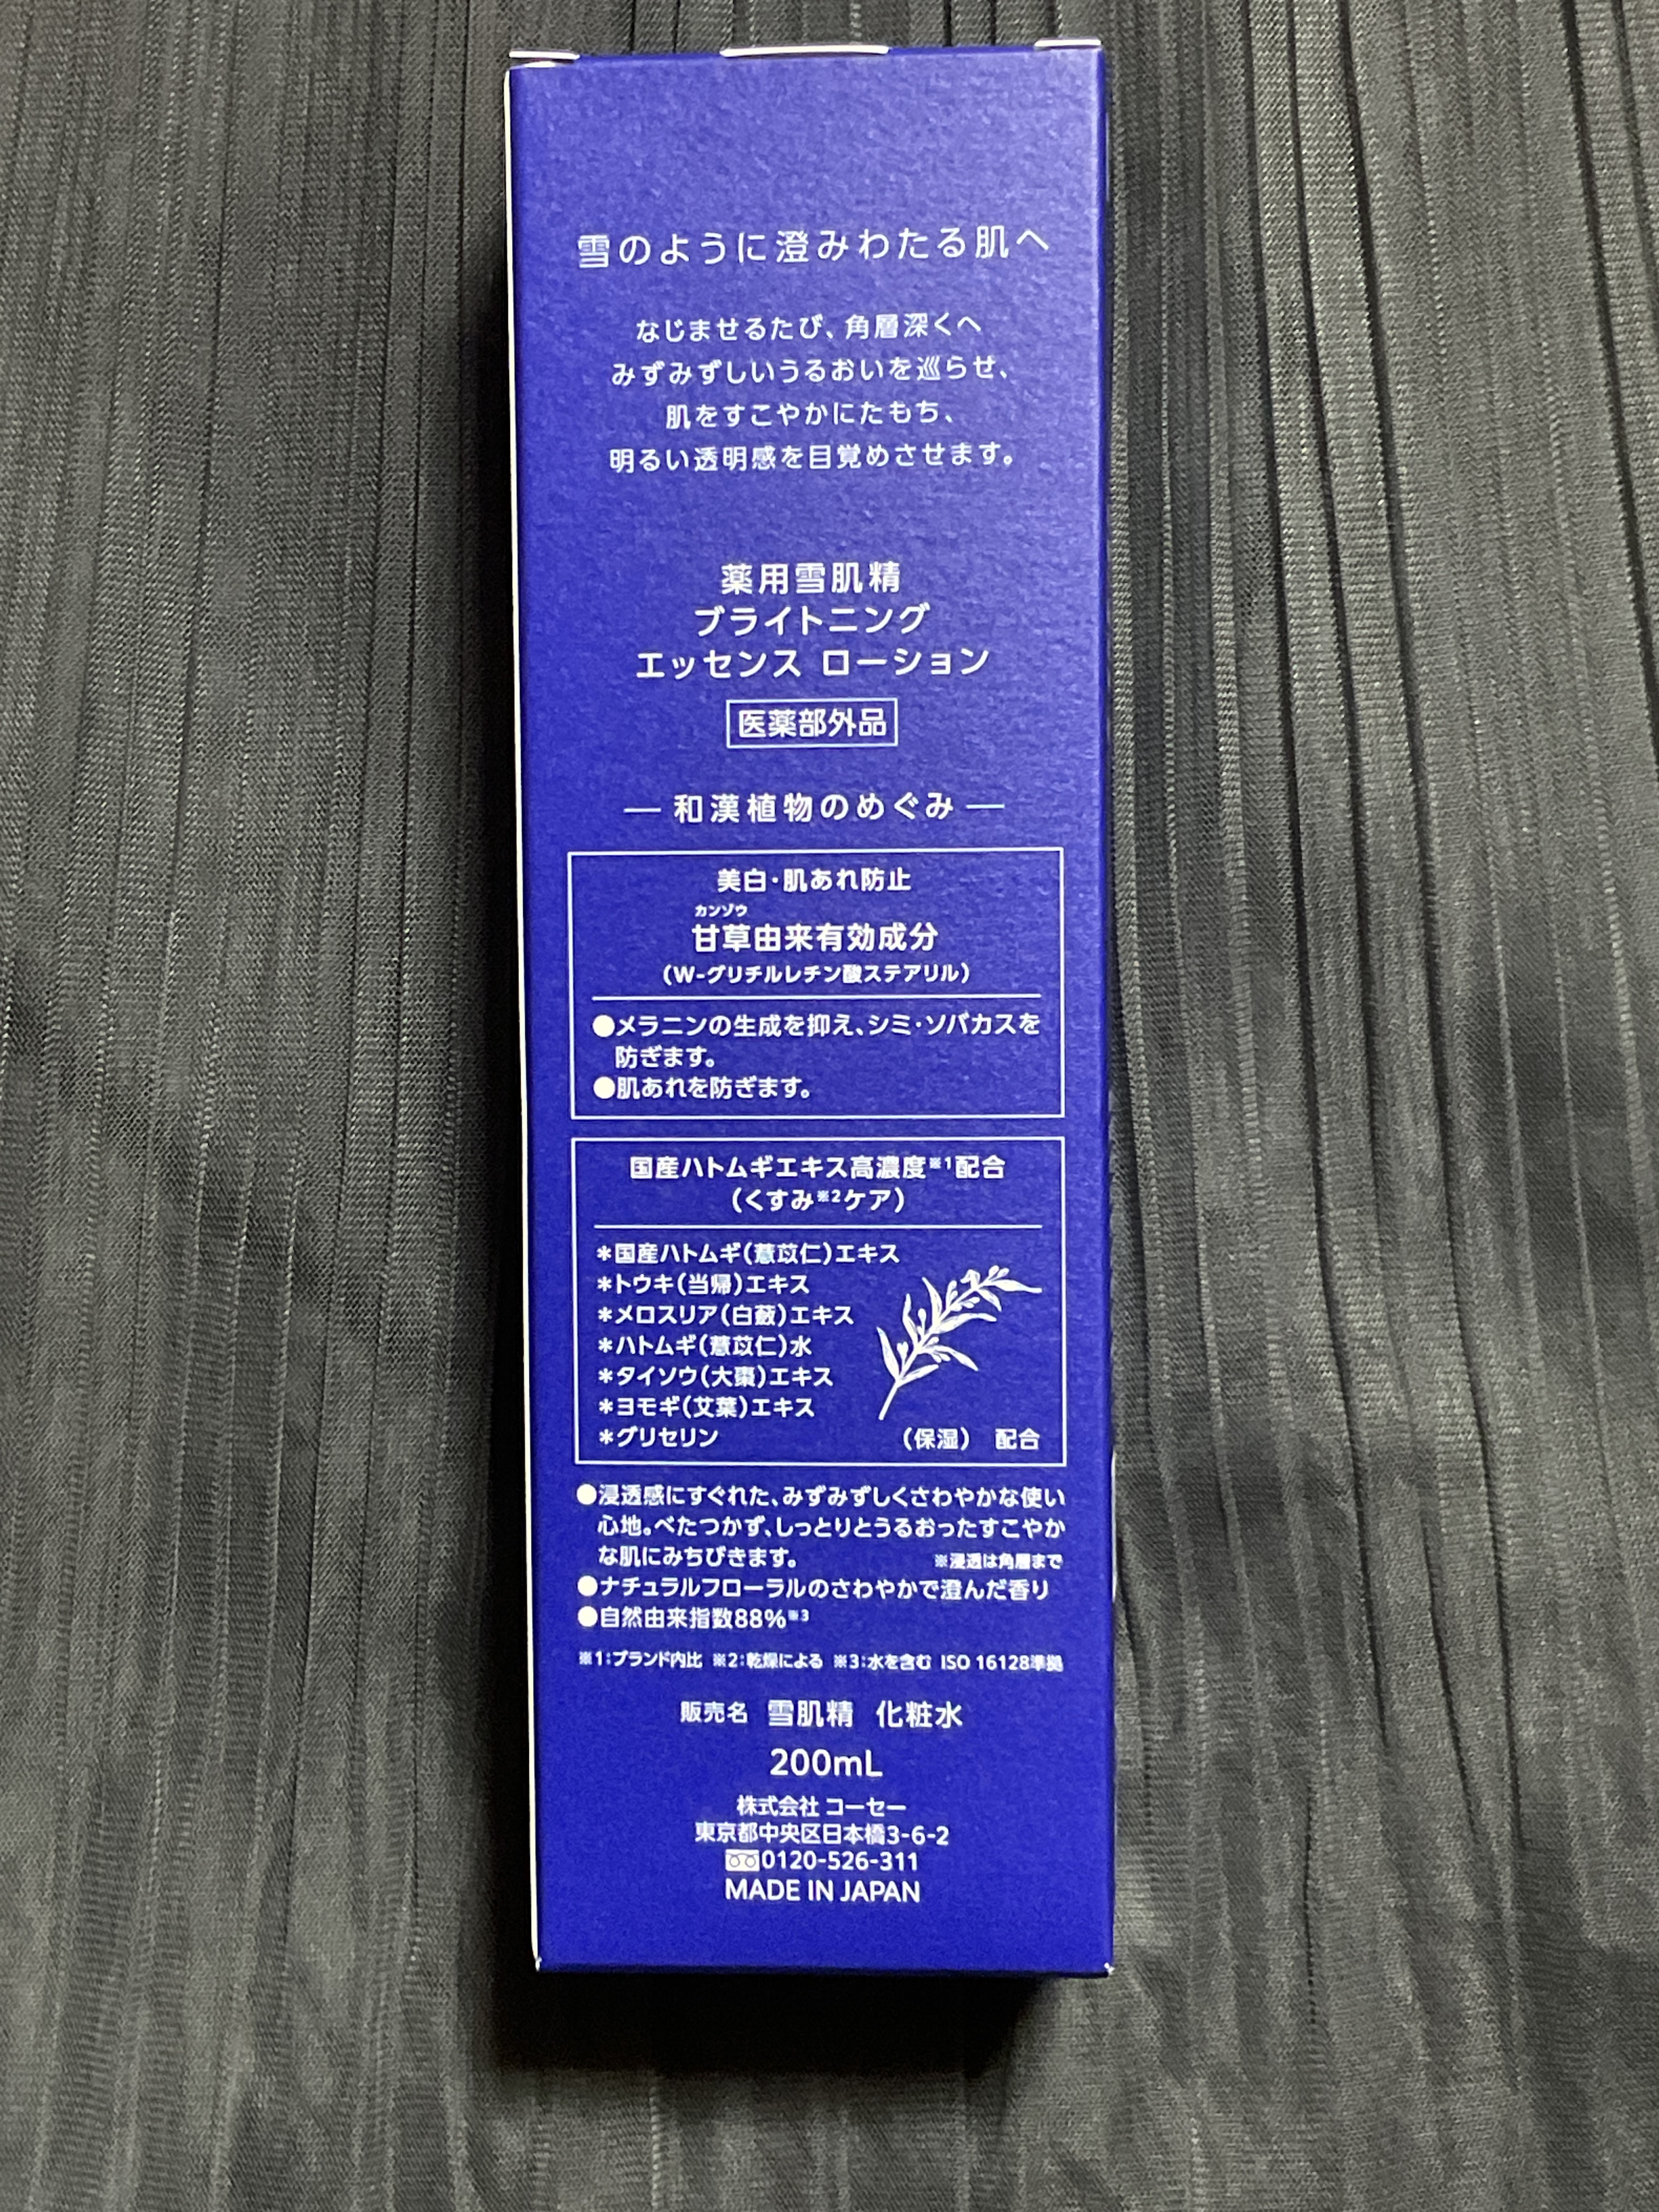 雪のように澄みわたる肌へ
なじませるたび、角層深くへ
みずみずしいうるおいを巡らせ、
肌をすこやかにたもち、
明るい透明感を目覚めさせます。
薬用雪肌精
ブライトニング
エッセンス ローション
医薬部外品
― 和漢植物のめぐみ ―
美白・肌あれ防止
カンゾウ
甘草由来有効成分
（W-グリチルレチン酸ステアリル）
●メラニンの生成を抑え、シミ・ソバカスを
防ぎます。
●肌あれを防ぎます。
国産ハトムギエキス高濃度※1配合
（くすみ※2ケア）
＊国産ハトムギ（薏苡仁）エキス
＊トウキ（当帰）エキス
＊メロスリア（白蘞）エキス
＊ハトムギ（薏苡仁）水
＊タイソウ（大棗）エキス
＊ヨモギ（艾葉）エキス
＊グリセリン （保湿） 配合
●浸透感にすぐれた、みずみずしくさわやかな使い
心地。べたつかず、しっとりとうるおったすこやか
な肌にみちびきます。 ※浸透は角層まで
●ナチュラルフローラルのさわやかで澄んだ香り
●自然由来指数88%※3
※1：ブランド内比 ※2：乾燥による ※3：水を含む ISO 16128準拠
販売名 雪肌精 化粧水
200mL
株式会社 コーセー
東京都中央区日本橋3-6-2
0120-526-311
MADE IN JAPAN